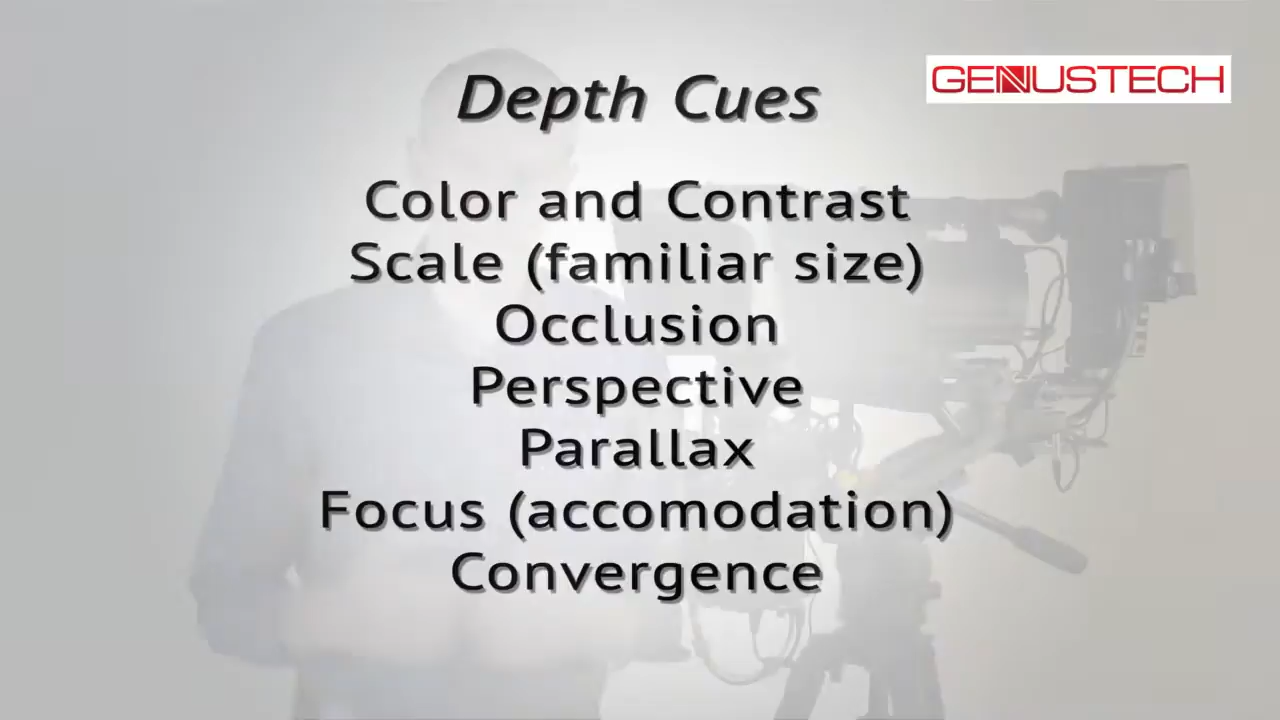 Depth Cues
GENUSTECH
Color and Contrast
Scale (familiar size)
Occlusion
Perspective
Parallax
Focus (accomodation)
Convergence